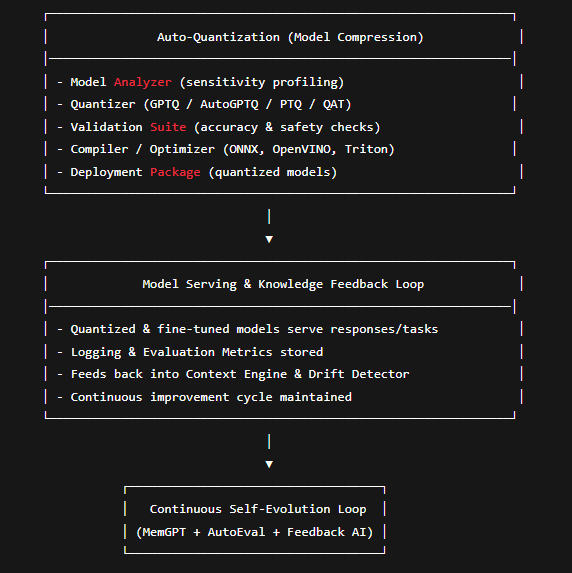 Auto-Quantization (Model Compression)
- Model Analyzer (sensitivity profiling)
- Quantizer (GPTQ / AutoGPTQ / PTQ / QAT)
- Validation Suite (accuracy & safety checks)
- Compiler / Optimizer (ONNX, OpenVINO, Triton)
- Deployment Package (quantized models)
Model Serving & Knowledge Feedback Loop
- Quantized & fine-tuned models serve responses/tasks
- Logging & Evaluation Metrics stored
- Feeds back into Context Engine & Drift Detector
- Continuous improvement cycle maintained
Continuous Self-Evolution Loop
(MemGPT + AutoEval + Feedback AI)